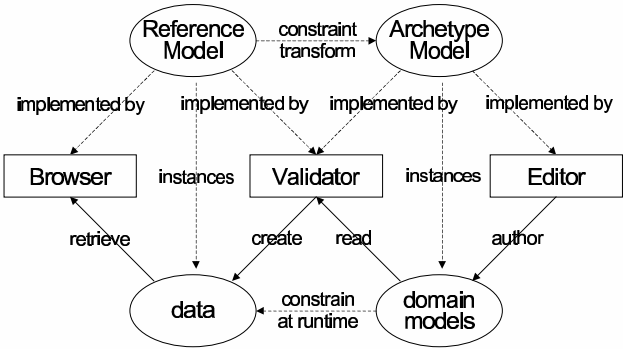 Reference
Model
constraint
transform
Archetype
Model
implemented by
implemented by
implemented by
implemented by
Browser
instances
Validator
instances
Editor
retrieve
create
read
author
data
constrain
at runtime
domain
models